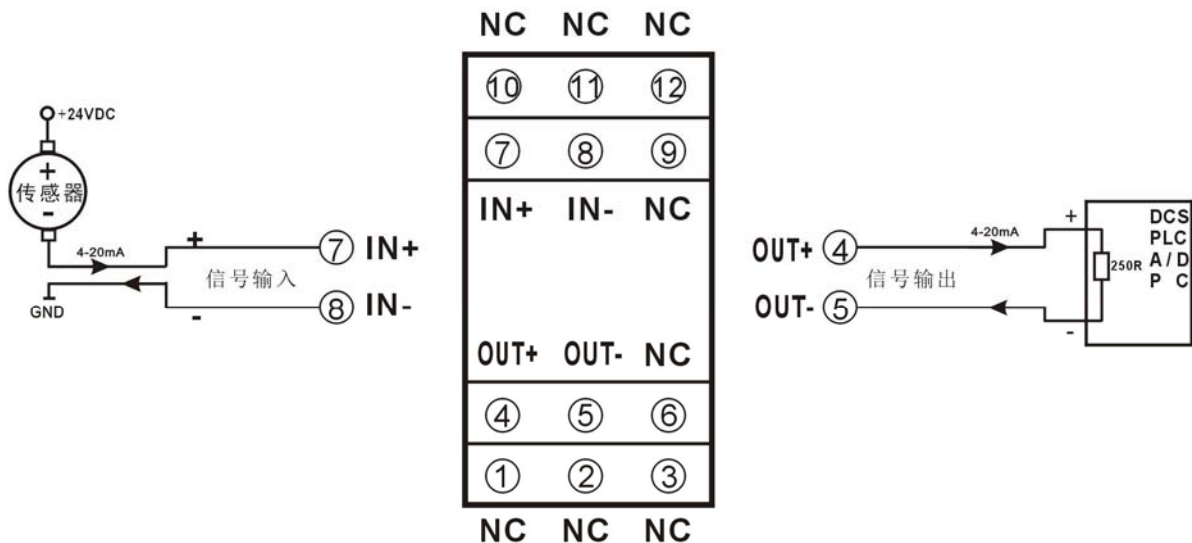 NC NC NC
⑩ ⑪ ⑫
⑦ ⑧ ⑨
IN+ IN- NC
OUT+ OUT- NC
④ ⑤ ⑥
① ② ③
NC NC NC
+24VDC
+
传感器
-
4-20mA
+
⑦ IN+
信号输入
GND
-
⑧ IN-
OUT+ ④
4-20mA
+
信号输出
OUT- ⑤
-
250R
DCS
PLC
A/D
P C